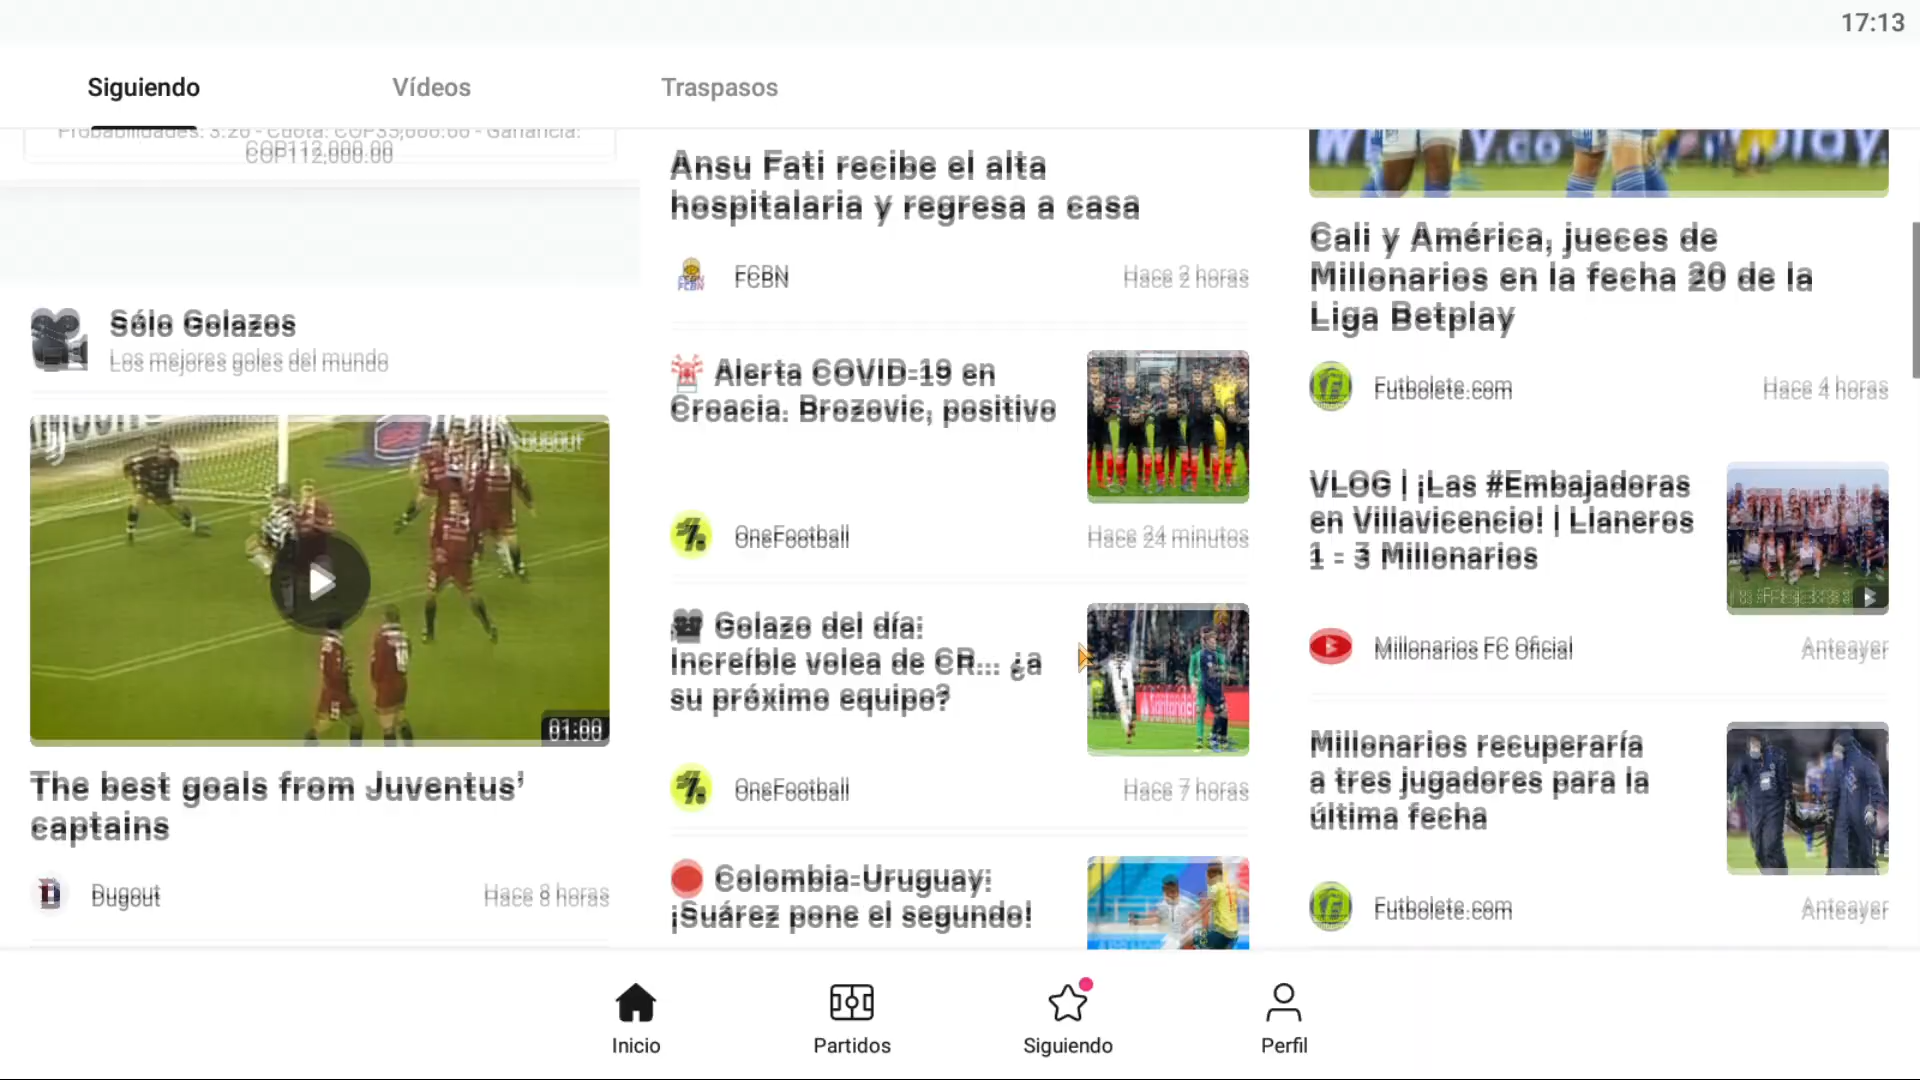 17:13
Siguiendo
Vídeos
Traspasos
COP112,000.00
Sólo Golazos
Los mejores goles del mundo
01:00
The best goals from Juventus’
captains
Dugout
Hace 8 horas
Ansu Fati recibe el alta
hospitalaria y regresa a casa
FCBN
Hace 2 horas
Alerta COVID-19 en
Croacia. Brozovic, positivo
OneFootball
Hace 24 minutos
Golazo del día:
Increíble volea de CR... ¿a
su próximo equipo?
Santander
OneFootball
Hace 7 horas
Colombia-Uruguay:
¡Suárez pone el segundo!
Cali y América, jueces de
Millonarios en la fecha 20 de la
Liga Betplay
Futbolete.com
Hace 4 horas
VLOG | ¡Las #Embajadoras
en Villavicencio! | Llaneros
1 - 3 Millonarios
Millonarios FC Oficial
Anteayer
Millonarios recuperaría
a tres jugadores para la
última fecha
Futbolete.com
Anteayer
Inicio
Partidos
Siguiendo
Perfil